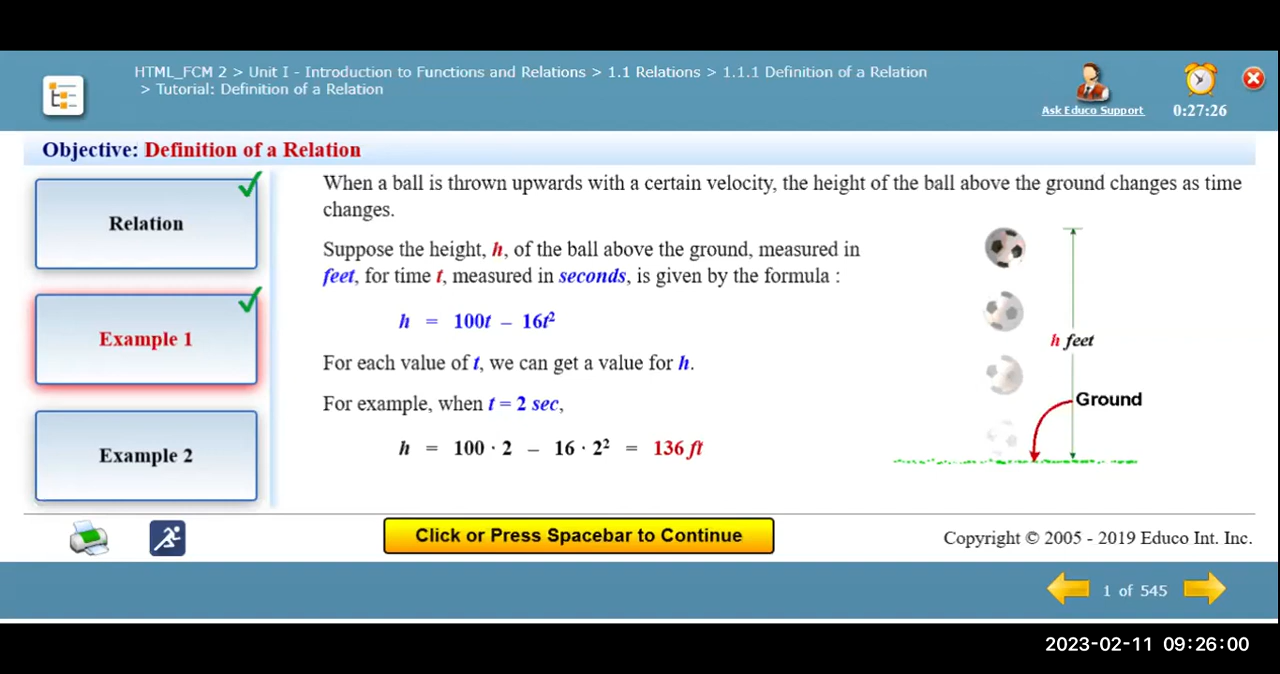 HTML_FCM 2 > Unit I - Introduction to Functions and Relations > 1.1 Relations > 1.1.1 Definition of a Relation
> Tutorial: Definition of a Relation
Ask Educo Support
0:27:26
Objective: Definition of a Relation
Relation
Example 1
Example 2
When a ball is thrown upwards with a certain velocity, the height of the ball above the ground changes as time
changes.
Suppose the height, h, of the ball above the ground, measured in
feet, for time t, measured in seconds, is given by the formula :
h = 100t – 16t²
For each value of t, we can get a value for h.
For example, when t = 2 sec,
h = 100 · 2 – 16 · 2² = 136 ft
h feet
Ground
Click or Press Spacebar to Continue
Copyright © 2005 - 2019 Educo Int. Inc.
1 of 545
2023-02-11 09:26:00